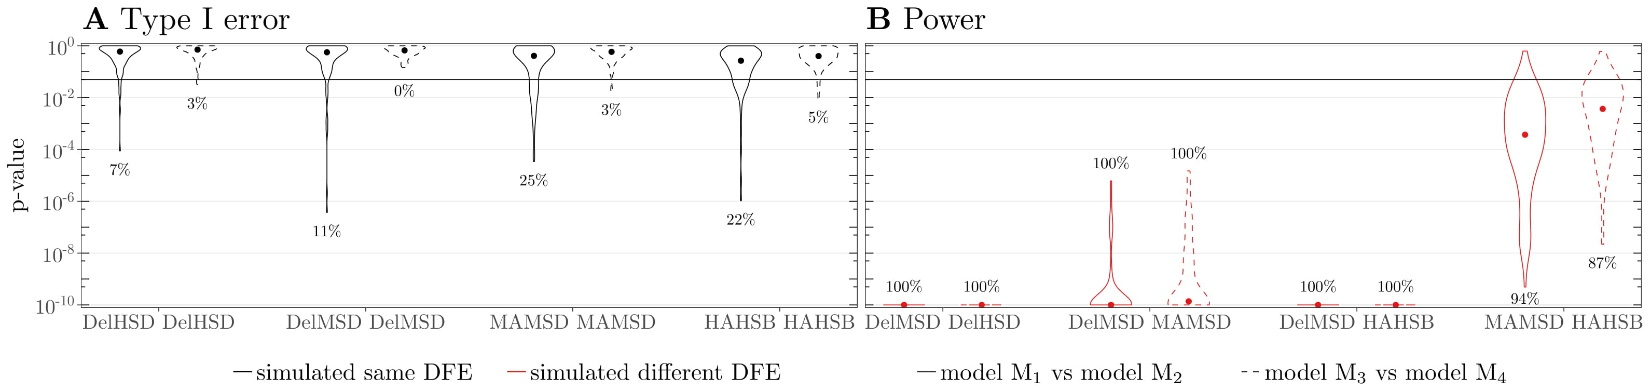 A Type I error
B Power
p-value
10^0
10^-2
10^-4
10^-6
10^-8
10^-10
7%
3%
11%
0%
25%
3%
22%
5%
100%
100%
100%
100%
100%
100%
94%
87%
DelHSD DelHSD
DelMSD DelMSD
MAMSD MAMSD
HAHSB HAHSB
DelMSD DelHSD
DelMSD MAMSD
DelMSD HAHSB
MAMSD HAHSB
simulated same DFE
simulated different DFE
model M₁ vs model M₂
model M₃ vs model M₄